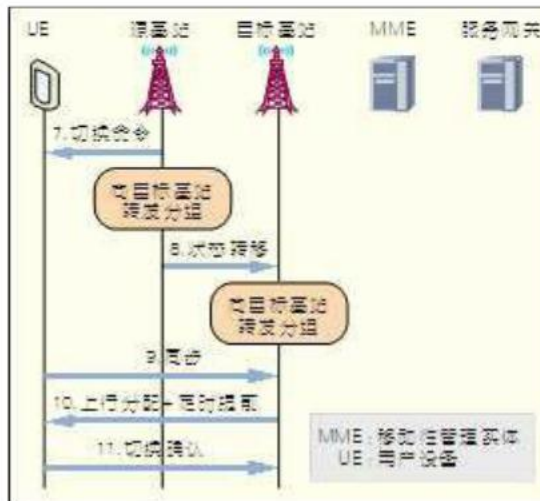 UE
源基站
目标基站
MME
服务网关
7. 切换命令
向目标基站
转发分组
8. 状态转移
向目标基站
转发分组
9. 同步
10. 上行分配+定时提前
11. 切换确认
MME：移动性管理实体
UE：用户设备